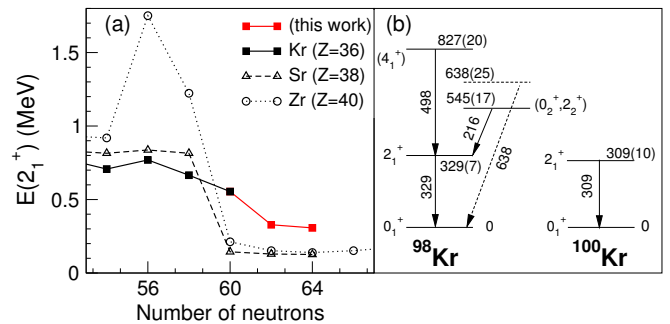 (a)
(this work)
Kr (Z=36)
Sr (Z=38)
Zr (Z=40)
E(2₁⁺) (MeV)
1.5
1
0.5
0
56
60
64
Number of neutrons
(b)
827(20)
(4₁⁺)
638(25)
545(17)
(0₂⁺,2₂⁺)
498
216
638
2₁⁺
329(7)
329
0₁⁺
0
⁹⁸Kr
2₁⁺
309(10)
309
0₁⁺
0
¹⁰⁰Kr